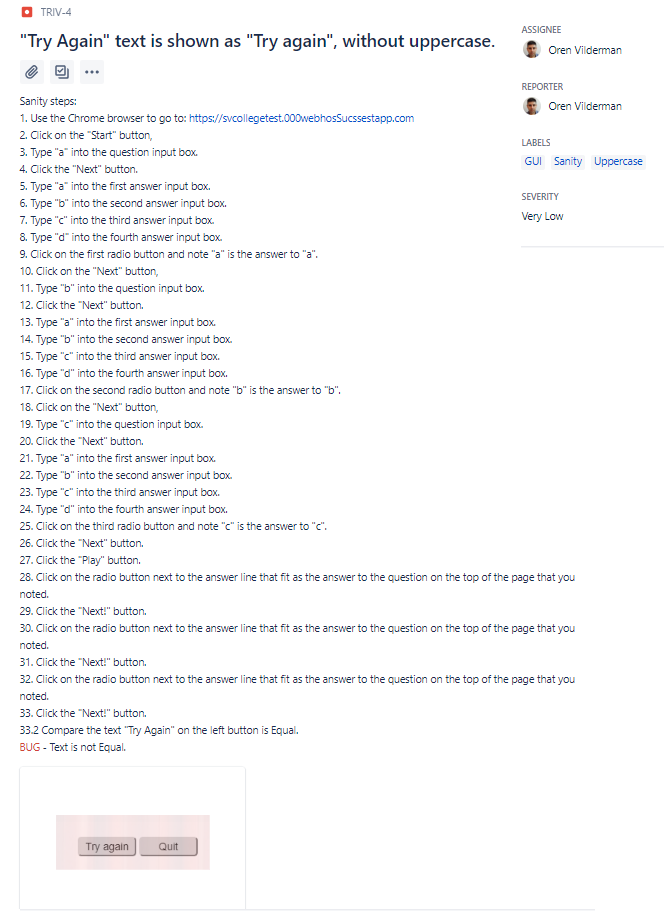 TRIV-4
"Try Again" text is shown as "Try again", without uppercase.
Sanity steps:
1. Use the Chrome browser to go to: https://svcollegetest.000webhosSucssestapp.com
2. Click on the "Start" button,
3. Type "a" into the question input box.
4. Click the "Next" button.
5. Type "a" into the first answer input box.
6. Type "b" into the second answer input box.
7. Type "c" into the third answer input box.
8. Type "d" into the fourth answer input box.
9. Click on the first radio button and note "a" is the answer to "a".
10. Click on the "Next" button,
11. Type "b" into the question input box.
12. Click the "Next" button.
13. Type "a" into the first answer input box.
14. Type "b" into the second answer input box.
15. Type "c" into the third answer input box.
16. Type "d" into the fourth answer input box.
17. Click on the second radio button and note "b" is the answer to "b".
18. Click on the "Next" button,
19. Type "c" into the question input box.
20. Click the "Next" button.
21. Type "a" into the first answer input box.
22. Type "b" into the second answer input box.
23. Type "c" into the third answer input box.
24. Type "d" into the fourth answer input box.
25. Click on the third radio button and note "c" is the answer to "c".
26. Click the "Next" button.
27. Click the "Play" button.
28. Click on the radio button next to the answer line that fit as the answer to the question on the top of the page that you
noted.
29. Click the "Next!" button.
30. Click on the radio button next to the answer line that fit as the answer to the question on the top of the page that you
noted.
31. Click the "Next!" button.
32. Click on the radio button next to the answer line that fit as the answer to the question on the top of the page that you
noted.
33. Click the "Next!" button.
33.2 Compare the text "Try Again" on the left button is Equal.
BUG - Text is not Equal.
Try again Quit
ASSIGNEE
Oren Vilderman
REPORTER
Oren Vilderman
LABELS
GUI Sanity Uppercase
SEVERITY
Very Low